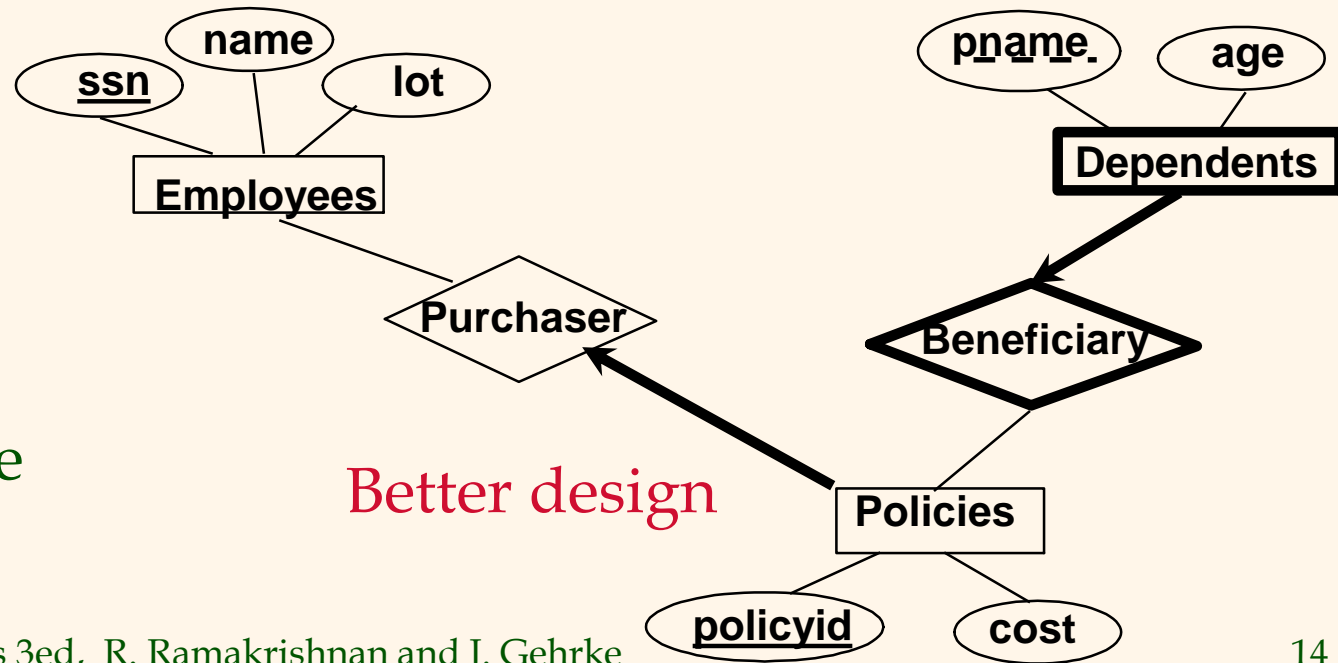 name
pname
ssn
lot
age
Employees
Dependents
Purchaser
Beneficiary
e
Better design
Policies
policyid
cost
s 3ed, R. Ramakrishnan and J. Gehrke
14